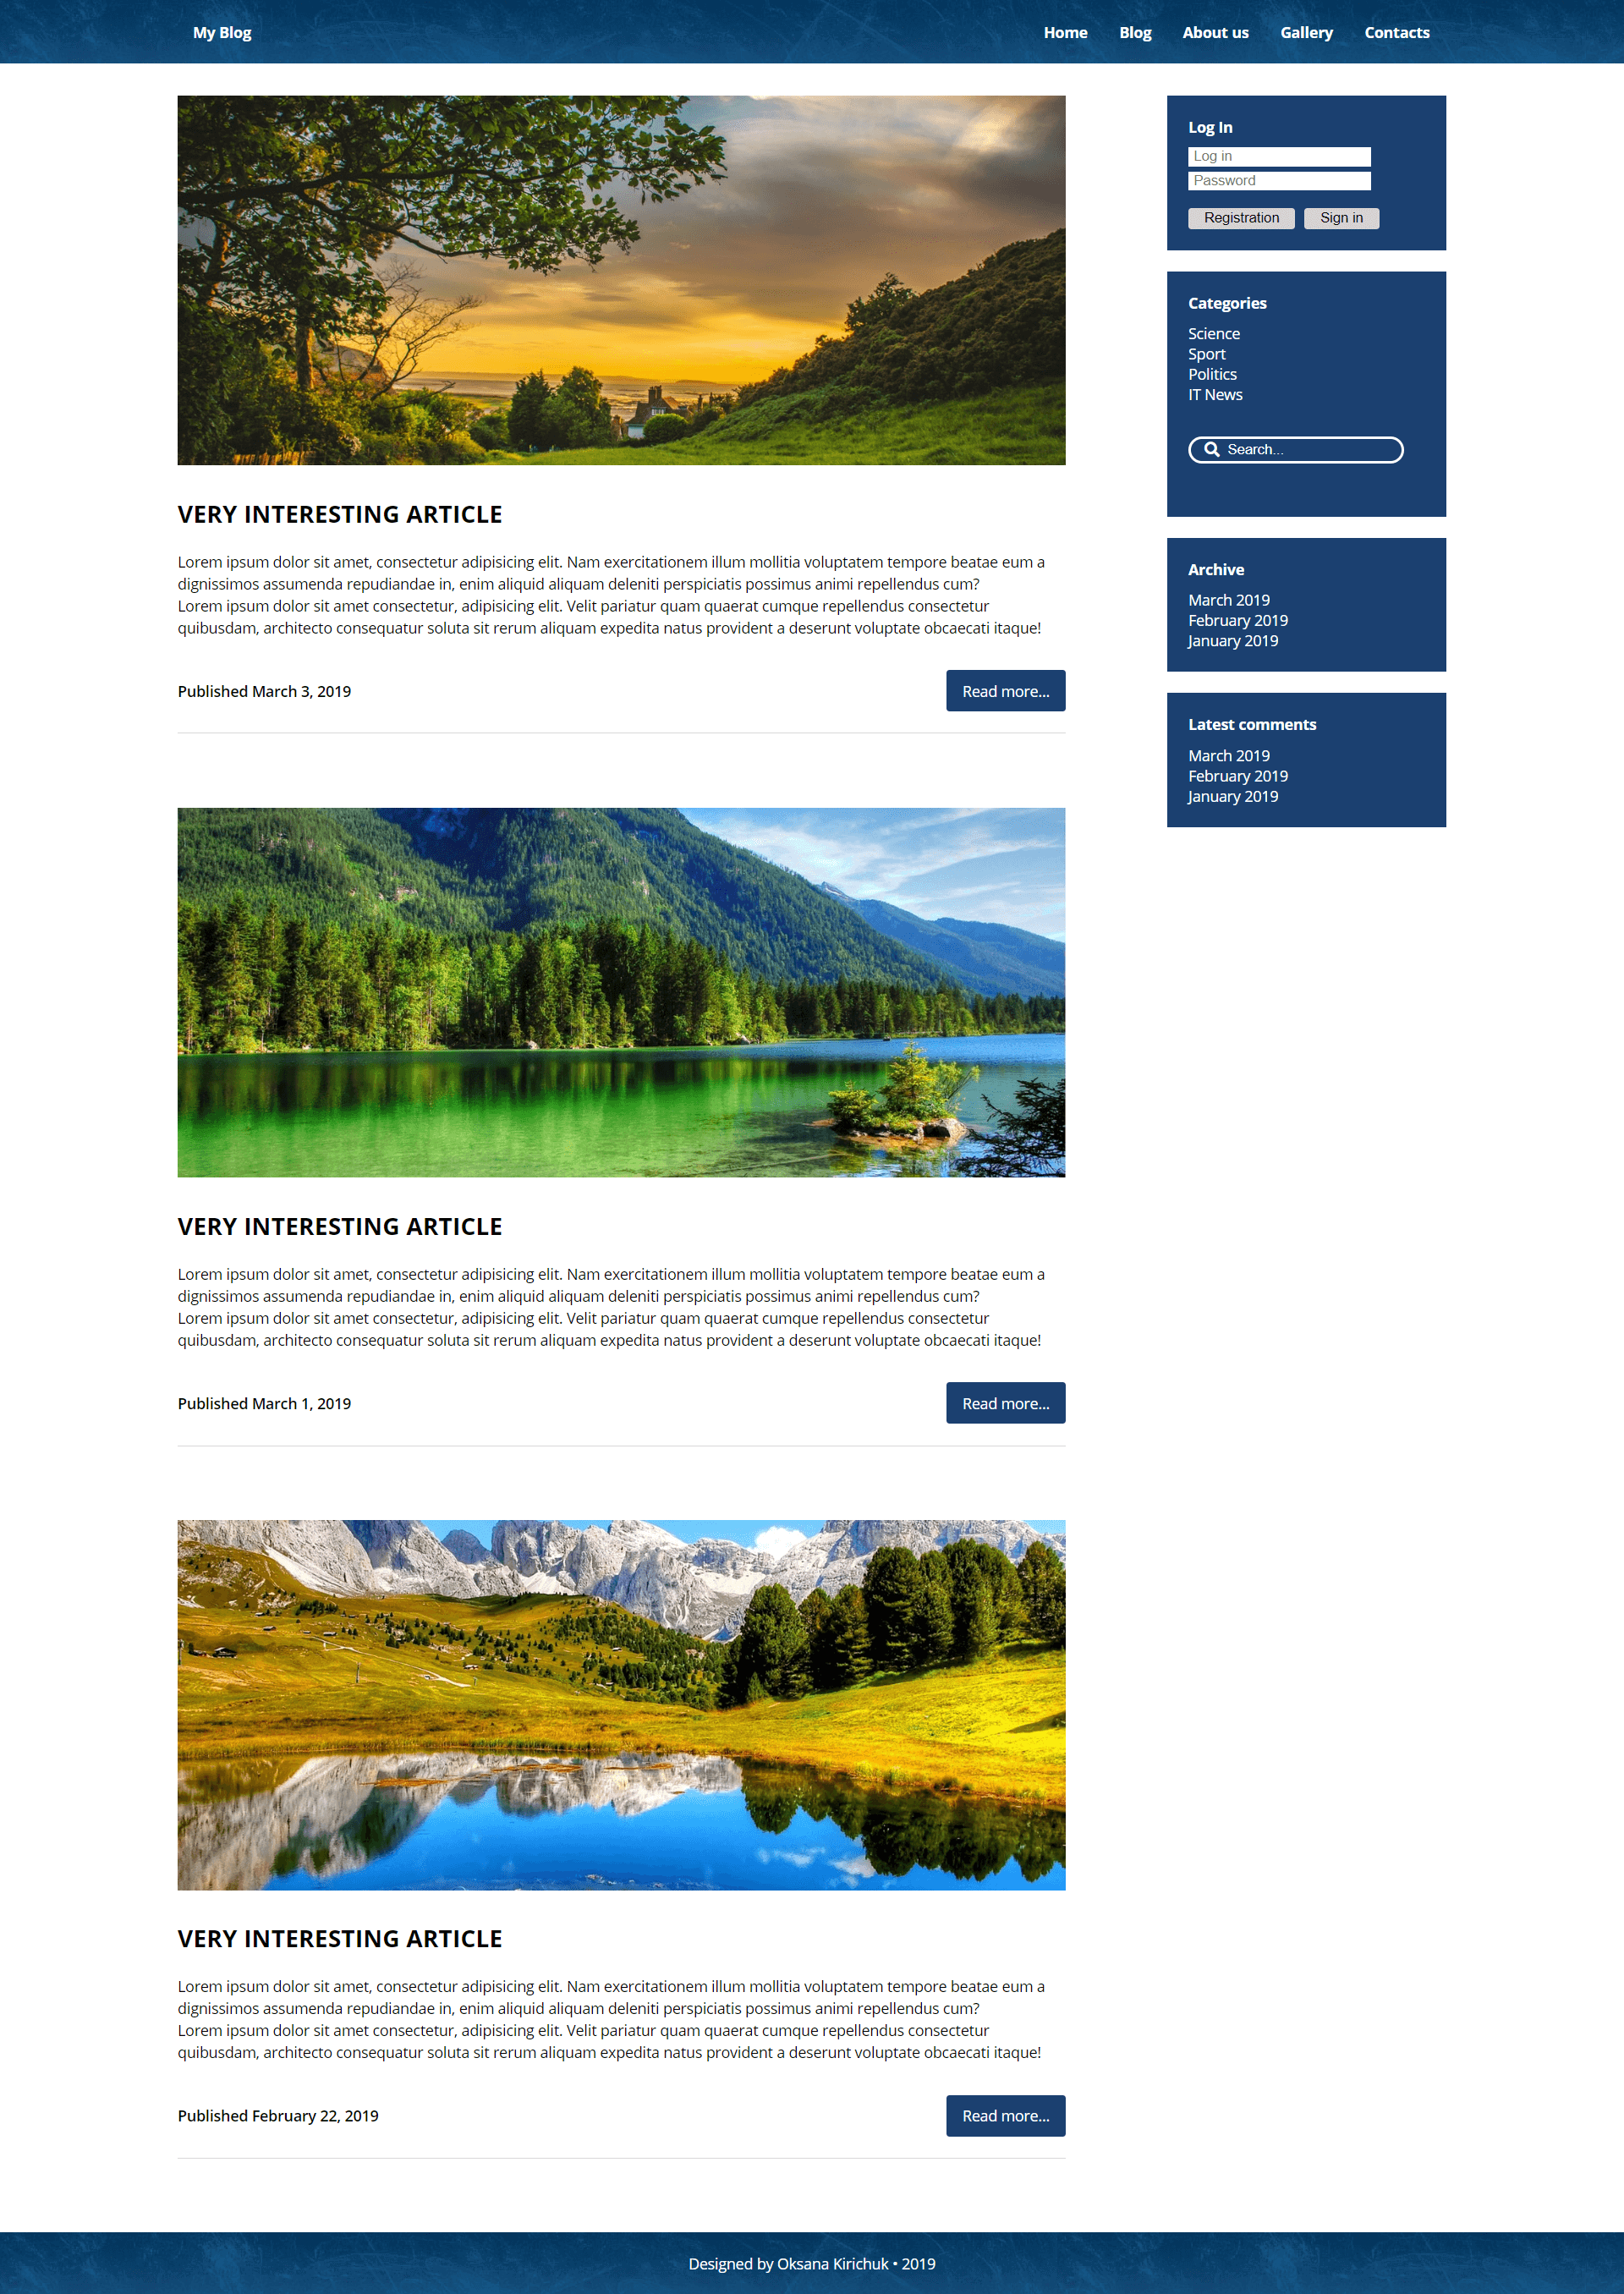 My Blog
Home
Blog
About us
Gallery
Contacts
VERY INTERESTING ARTICLE
Lorem ipsum dolor sit amet, consectetur adipisicing elit. Nam exercitationem illum mollitia voluptatem tempore beatae eum a
dignissimos assumenda repudiandae in, enim aliquid aliquam deleniti perspiciatis possimus animi repellendus cum?
Lorem ipsum dolor sit amet consectetur, adipisicing elit. Velit pariatur quam quaerat cumque repellendus consectetur
quibusdam, architecto consequatur soluta sit rerum aliquam expedita natus provident a deserunt voluptate obcaecati itaque!
Published March 3, 2019
Read more...
VERY INTERESTING ARTICLE
Lorem ipsum dolor sit amet, consectetur adipisicing elit. Nam exercitationem illum mollitia voluptatem tempore beatae eum a
dignissimos assumenda repudiandae in, enim aliquid aliquam deleniti perspiciatis possimus animi repellendus cum?
Lorem ipsum dolor sit amet consectetur, adipisicing elit. Velit pariatur quam quaerat cumque repellendus consectetur
quibusdam, architecto consequatur soluta sit rerum aliquam expedita natus provident a deserunt voluptate obcaecati itaque!
Published March 1, 2019
Read more...
VERY INTERESTING ARTICLE
Lorem ipsum dolor sit amet, consectetur adipisicing elit. Nam exercitationem illum mollitia voluptatem tempore beatae eum a
dignissimos assumenda repudiandae in, enim aliquid aliquam deleniti perspiciatis possimus animi repellendus cum?
Lorem ipsum dolor sit amet consectetur, adipisicing elit. Velit pariatur quam quaerat cumque repellendus consectetur
quibusdam, architecto consequatur soluta sit rerum aliquam expedita natus provident a deserunt voluptate obcaecati itaque!
Published February 22, 2019
Read more...
Log In
Log in
Password
Registration
Sign in
Categories
Science
Sport
Politics
IT News
Search...
Archive
March 2019
February 2019
January 2019
Latest comments
March 2019
February 2019
January 2019
Designed by Oksana Kirichuk • 2019